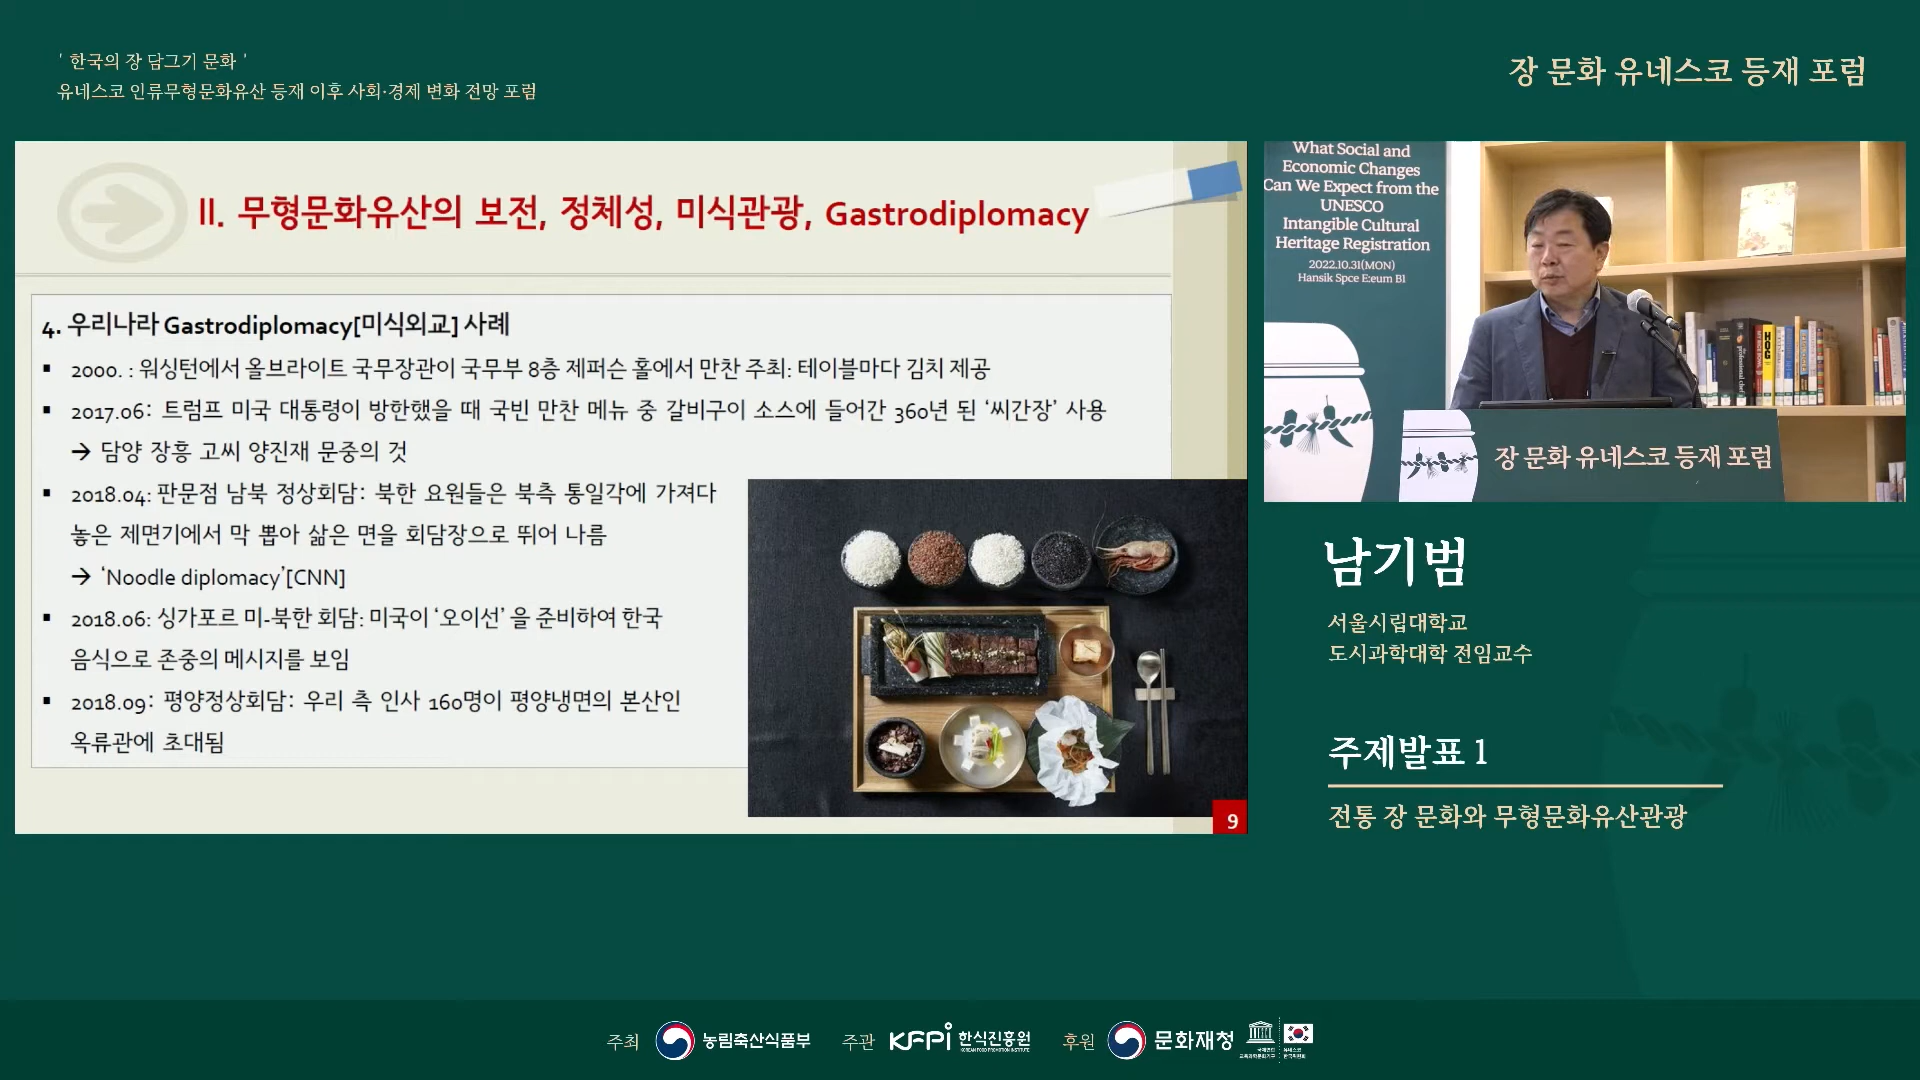 ' 한국의 장 담그기 문화 '
유네스코 인류무형문화유산 등재 이후 사회·경제 변화 전망 포럼
장 문화 유네스코 등재 포럼
II. 무형문화유산의 보전, 정체성, 미식관광, Gastrodiplomacy
4. 우리나라 Gastrodiplomacy[미식외교] 사례
▪ 2000. : 워싱턴에서 올브라이트 국무장관이 국무부 8층 제퍼슨 홀에서 만찬 주최: 테이블마다 김치 제공
▪ 2017.06: 트럼프 미국 대통령이 방한했을 때 국빈 만찬 메뉴 중 갈비구이 소스에 들어간 360년 된 ‘씨간장’ 사용
→ 담양 장흥 고씨 양진재 문중의 것
▪ 2018.04: 판문점 남북 정상회담: 북한 요원들은 북측 통일각에 가져다
놓은 제면기에서 막 뽑아 삶은 면을 회담장으로 뛰어 나름
→ ‘Noodle diplomacy’[CNN]
▪ 2018.06: 싱가포르 미-북한 회담: 미국이 ‘오이선’ 을 준비하여 한국
음식으로 존중의 메시지를 보임
▪ 2018.09: 평양정상회담: 우리 측 인사 160명이 평양냉면의 본산인
옥류관에 초대됨
9
What Social and
Economic Changes
Can We Expect from the
UNESCO
Intangible Cultural
Heritage Registration
2022.10.31(MON)
Hansik Spce E:eum B1
HOG
장 문화 유네스코 등재 포럼
남기범
서울시립대학교
도시과학대학 전임교수
주제발표 1
전통 장 문화와 무형문화유산관광
주최 농림축산식품부 주관 KFPi 한식진흥원 후원 문화재청
KOREAN FOOD PROMOTION INSTITUTE